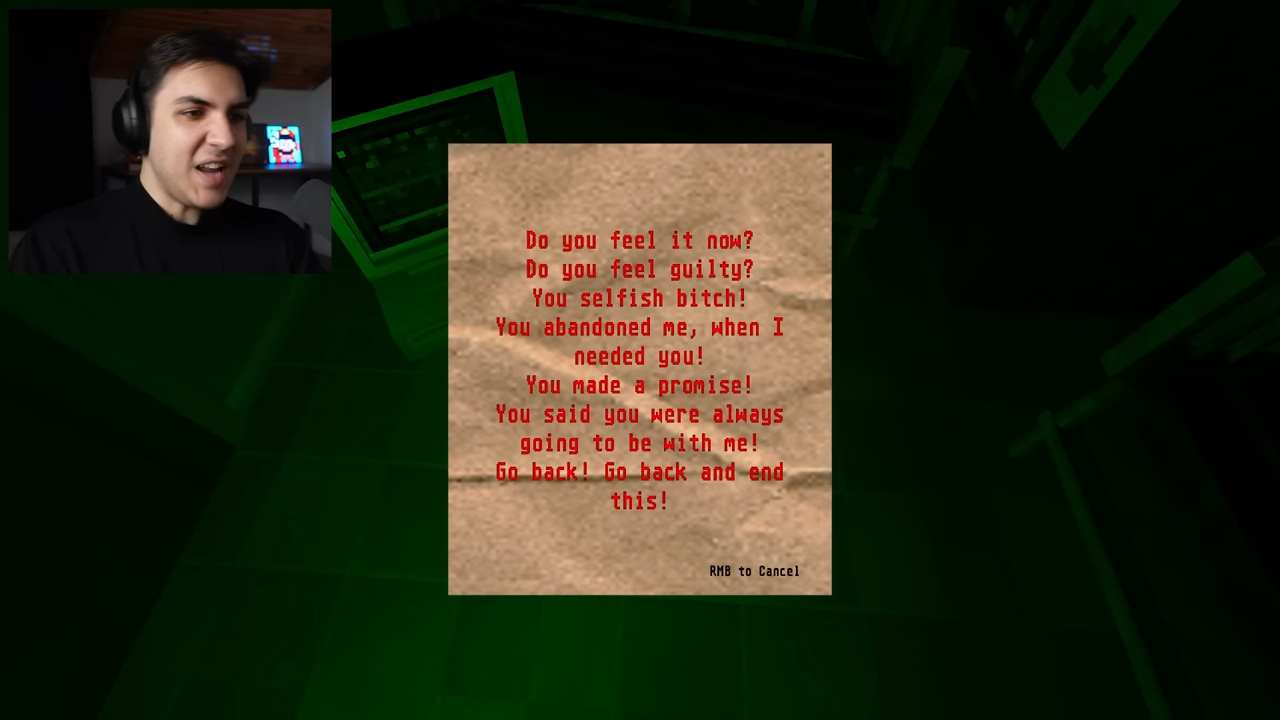 Do you feel it now?
Do you feel guilty?
You selfish bitch!
You abandoned me, when I
needed you!
You made a promise!
You said you were always
going to be with me!
Go back! Go back and end
this!
RMB to Cancel